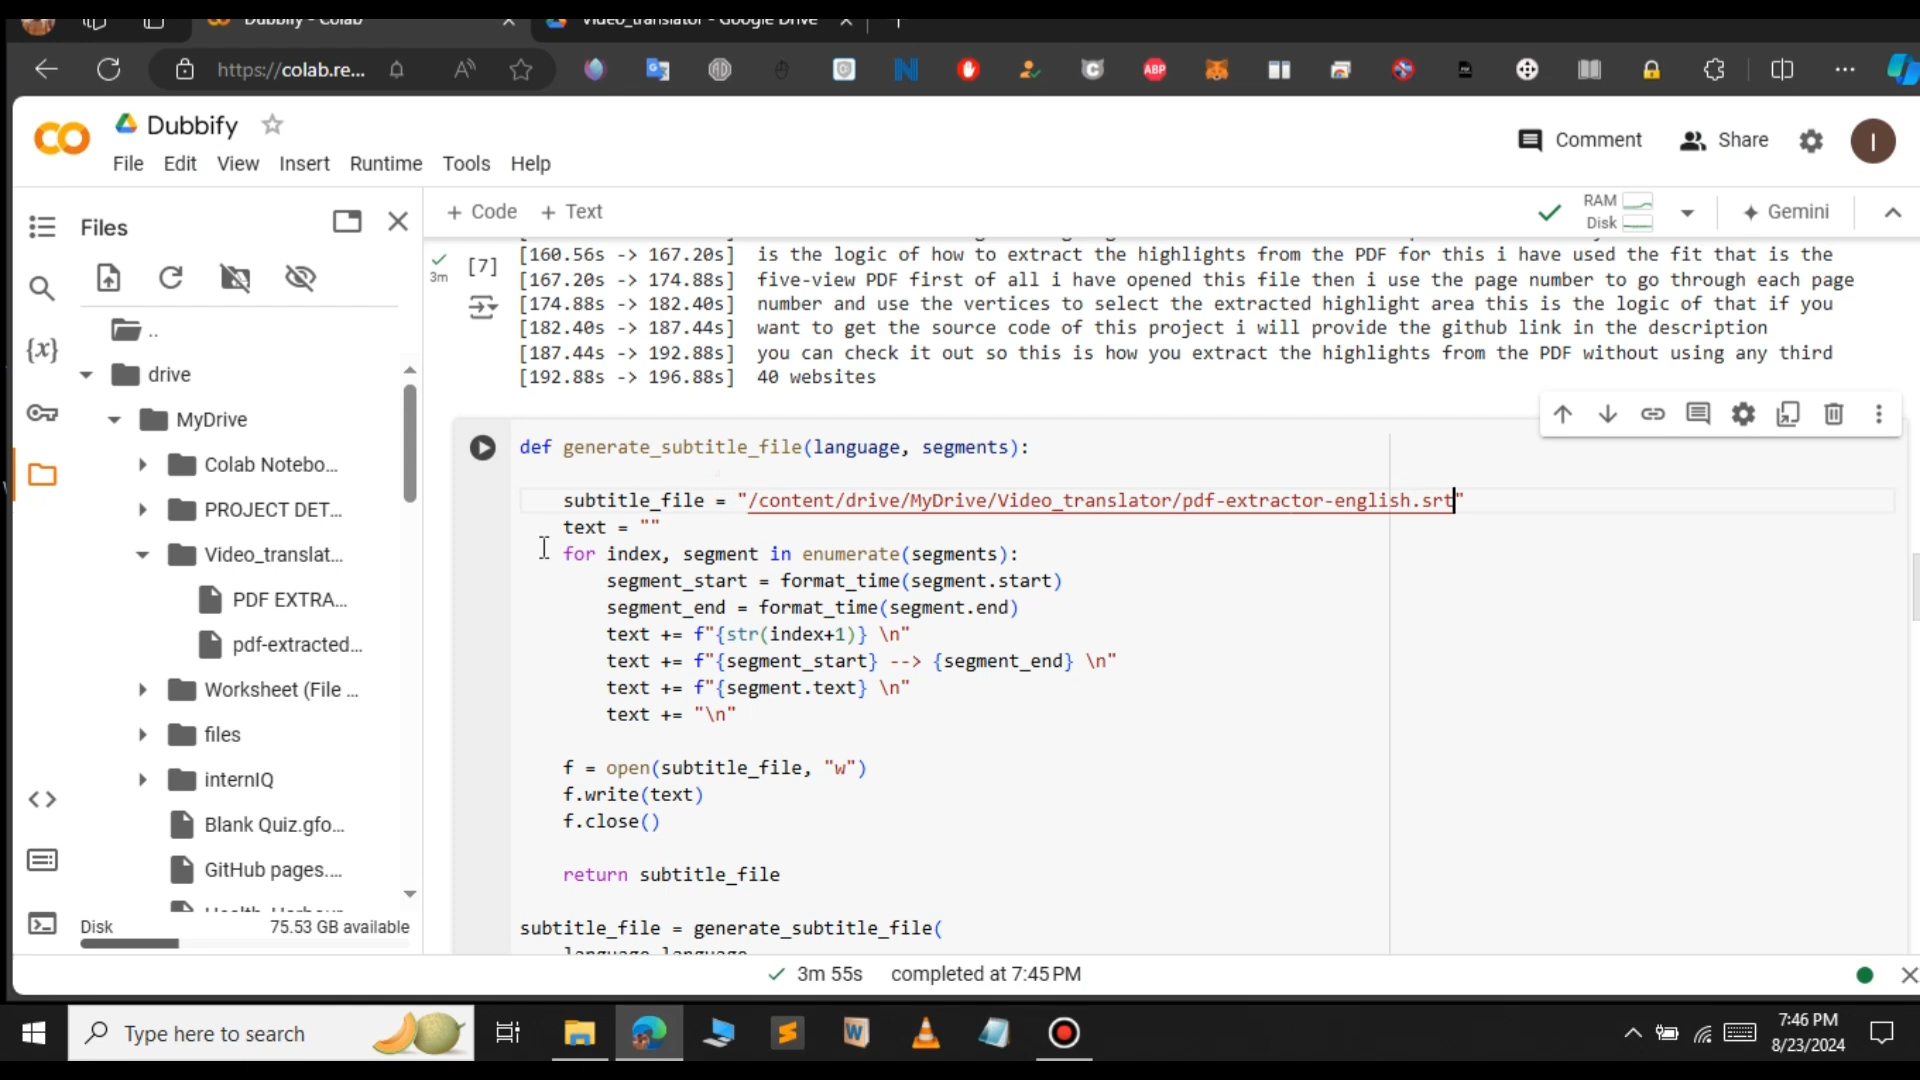 Dubbify - Colab
Video_translator - Google Drive
https://colab.re...
ABP
Dubbify
File Edit View Insert Runtime Tools Help
Comment
Share
I
Files
+ Code + Text
RAM
Disk
Gemini
..
drive
MyDrive
Colab Notebo...
PROJECT DET...
Video_translat...
PDF EXTRA...
pdf-extracted...
Worksheet (File ...
files
internIQ
Blank Quiz.gfo...
GitHub pages....
Disk 75.53 GB available
3m
[7]
[160.56s -> 167.20s] is the logic of how to extract the highlights from the PDF for this i have used the fit that is the
[167.20s -> 174.88s] five-view PDF first of all i have opened this file then i use the page number to go through each page
[174.88s -> 182.40s] number and use the vertices to select the extracted highlight area this is the logic of that if you
[182.40s -> 187.44s] want to get the source code of this project i will provide the github link in the description
[187.44s -> 192.88s] you can check it out so this is how you extract the highlights from the PDF without using any third
[192.88s -> 196.88s] 40 websites
def generate_subtitle_file(language, segments):
subtitle_file = "/content/drive/MyDrive/Video_translator/pdf-extractor-english.srt"
text = ""
for index, segment in enumerate(segments):
segment_start = format_time(segment.start)
segment_end = format_time(segment.end)
text += f"{str(index+1)} \n"
text += f"{segment_start} --> {segment_end} \n"
text += f"{segment.text} \n"
text += "\n"
f = open(subtitle_file, "w")
f.write(text)
f.close()
return subtitle_file
subtitle_file = generate_subtitle_file(
3m 55s completed at 7:45 PM
Type here to search
7:46 PM
8/23/2024